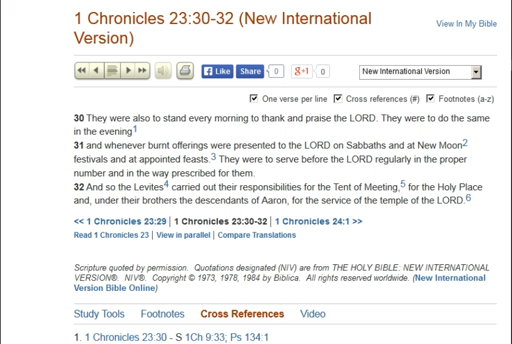 1 Chronicles 23:30-32 (New International
Version)
View In My Bible
Like Share 0 g+1 0 New International Version
One verse per line Cross references (#) Footnotes (a-z)
30 They were also to stand every morning to thank and praise the LORD. They were to do the same
in the evening1
31 and whenever burnt offerings were presented to the LORD on Sabbaths and at New Moon2
festivals and at appointed feasts.3 They were to serve before the LORD regularly in the proper
number and in the way prescribed for them.
32 And so the Levites4 carried out their responsibilities for the Tent of Meeting,5 for the Holy Place
and, under their brothers the descendants of Aaron, for the service of the temple of the LORD.6
<< 1 Chronicles 23:29 | 1 Chronicles 23:30-32 | 1 Chronicles 24:1 >>
Read 1 Chronicles 23 | View in parallel | Compare Translations
Scripture quoted by permission. Quotations designated (NIV) are from THE HOLY BIBLE: NEW INTERNATIONAL
VERSION®. NIV®. Copyright © 1973, 1978, 1984 by Biblica. All rights reserved worldwide. (New International
Version Bible Online)
Study Tools Footnotes Cross References Video
1. 1 Chronicles 23:30 - S 1Ch 9:33; Ps 134:1